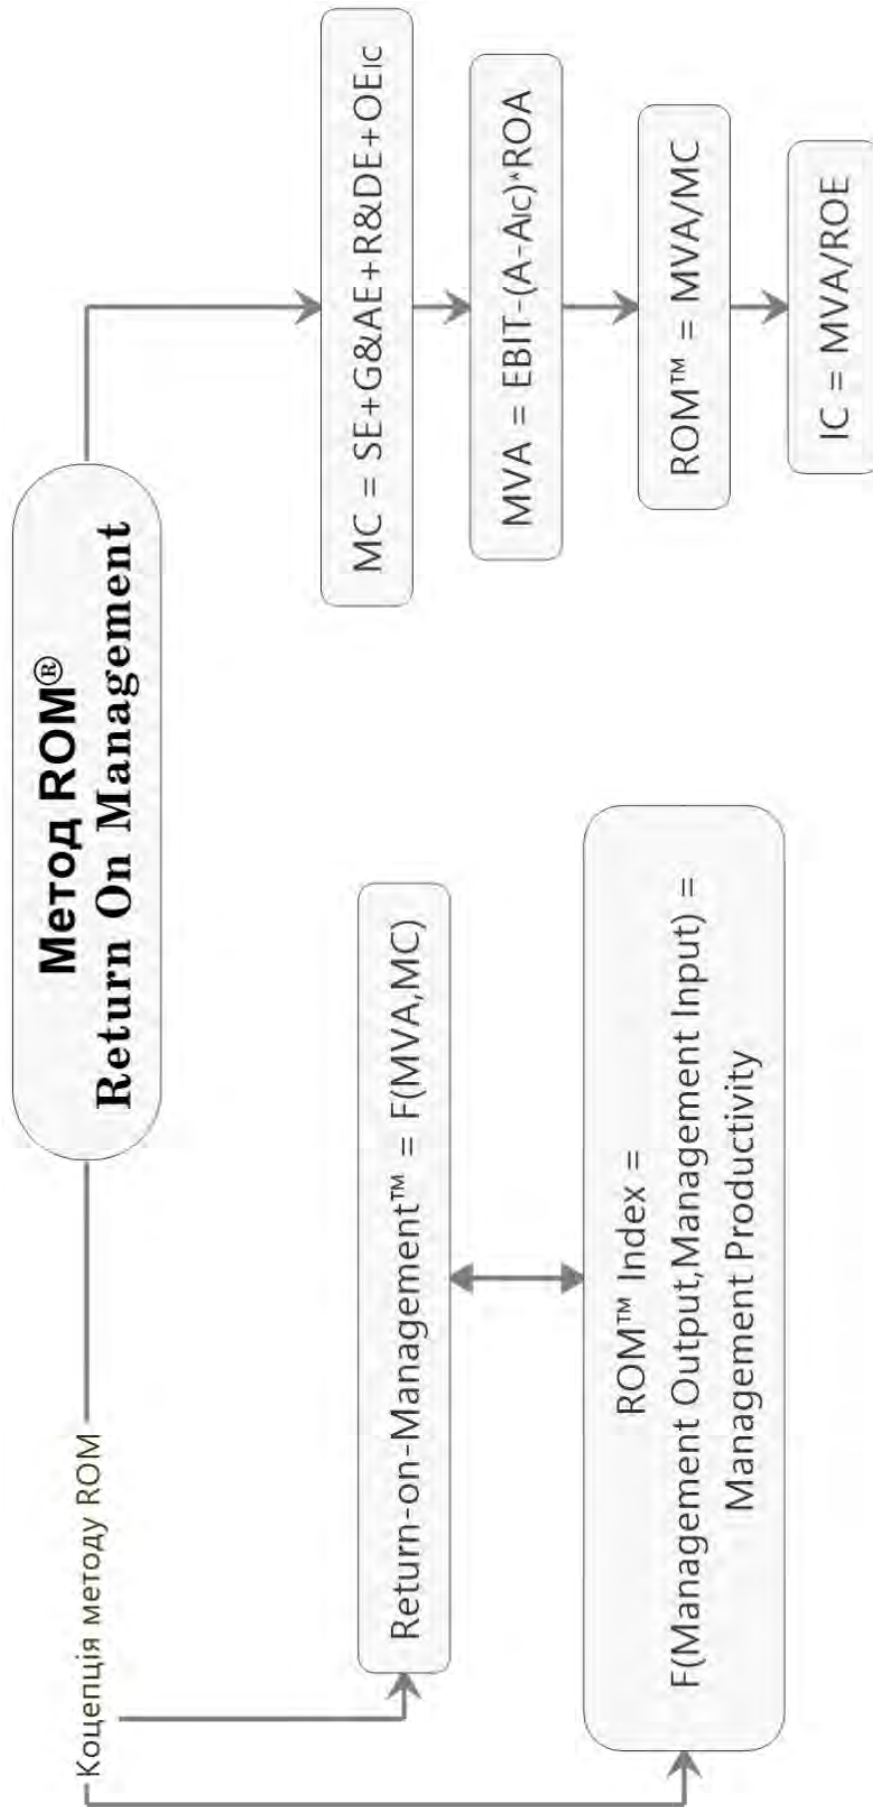 Метод ROM®
Return On Management
Коцепція методу ROM
Return-on-Management™ = F(MVA,MC)
ROM™ Index =
F(Management Output,Management Input) =
Management Productivity
MC = SE+G&AE+R&DE+OEIC
MVA = EBIT-(A-AIC)*ROA
ROM™ = MVA/MC
IC = MVA/ROE